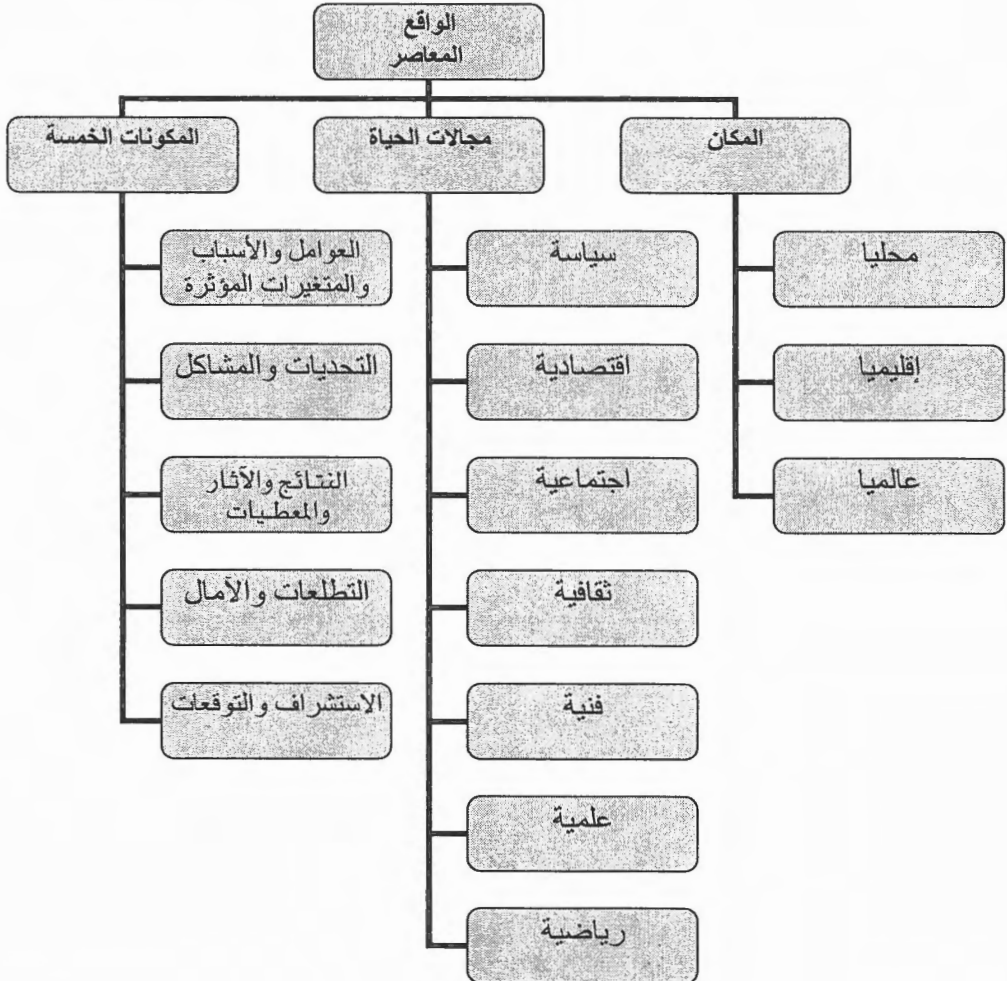 الواقع
المعاصر
المكان
مجالات الحياة
المكونات الخمسة
محليا
إقليميا
عالميا
سياسة
اقتصادية
اجتماعية
ثقافية
فنية
علمية
رياضية
العوامل والأسباب
والمتغيرات المؤثرة
التحديات والمشاكل
النتائج والآثار
والمعطيات
التطلعات والآمال
الاستشراف والتوقعات